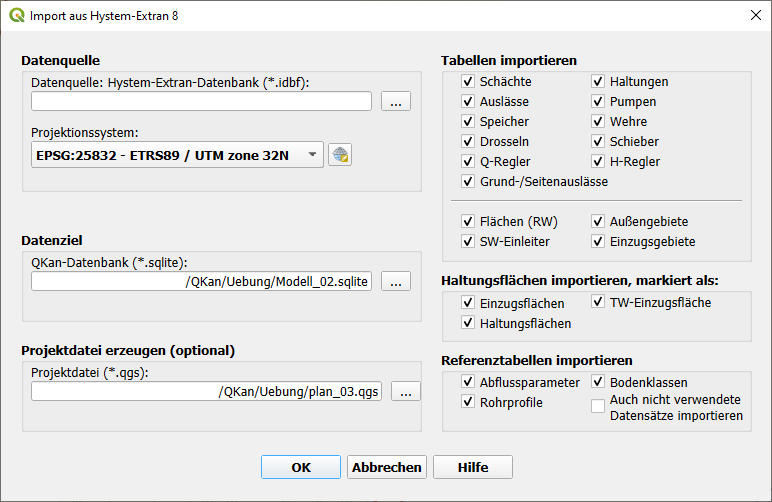 Import aus Hystem-Extran 8
Datenquelle
Datenquelle: Hystem-Extran-Datenbank (*.idbf):
...
Projektionssystem:
EPSG:25832 - ETRS89 / UTM zone 32N
Datenziel
QKan-Datenbank (*.sqlite):
/QKan/Uebung/Modell_02.sqlite
...
Projektdatei erzeugen (optional)
Projektdatei (*.qgs):
/QKan/Uebung/plan_03.qgs
...
Tabellen importieren
Schächte
Haltungen
Auslässe
Pumpen
Speicher
Wehre
Drosseln
Schieber
Q-Regler
H-Regler
Grund-/Seitenauslässe
Flächen (RW)
Außengebiete
SW-Einleiter
Einzugsgebiete
Haltungsflächen importieren, markiert als:
Einzugsflächen
TW-Einzugsfläche
Haltungsflächen
Referenztabellen importieren
Abflussparameter
Bodenklassen
Rohrprofile
Auch nicht verwendete
Datensätze importieren
OK
Abbrechen
Hilfe